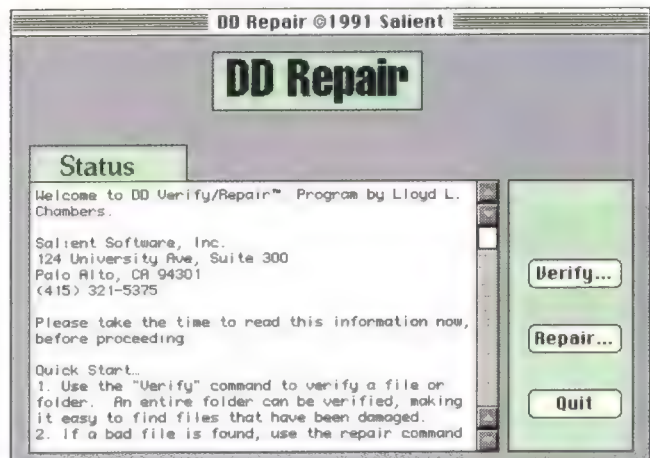 DD Repair ©1991 Salient
DD Repair
Status
Welcome to DD Verify/Repair™ Program by Lloyd L.
Chambers.
Salient Software, Inc.
124 University Ave, Suite 300
Palo Alto, CA 94301
(415) 321-5375
Please take the time to read this information now,
before proceeding
Quick Start…
1. Use the "Verify" command to verify a file or
folder. An entire folder can be verified, making
it easy to find files that have been damaged.
2. If a bad file is found, use the repair command
Verify...
Repair...
Quit